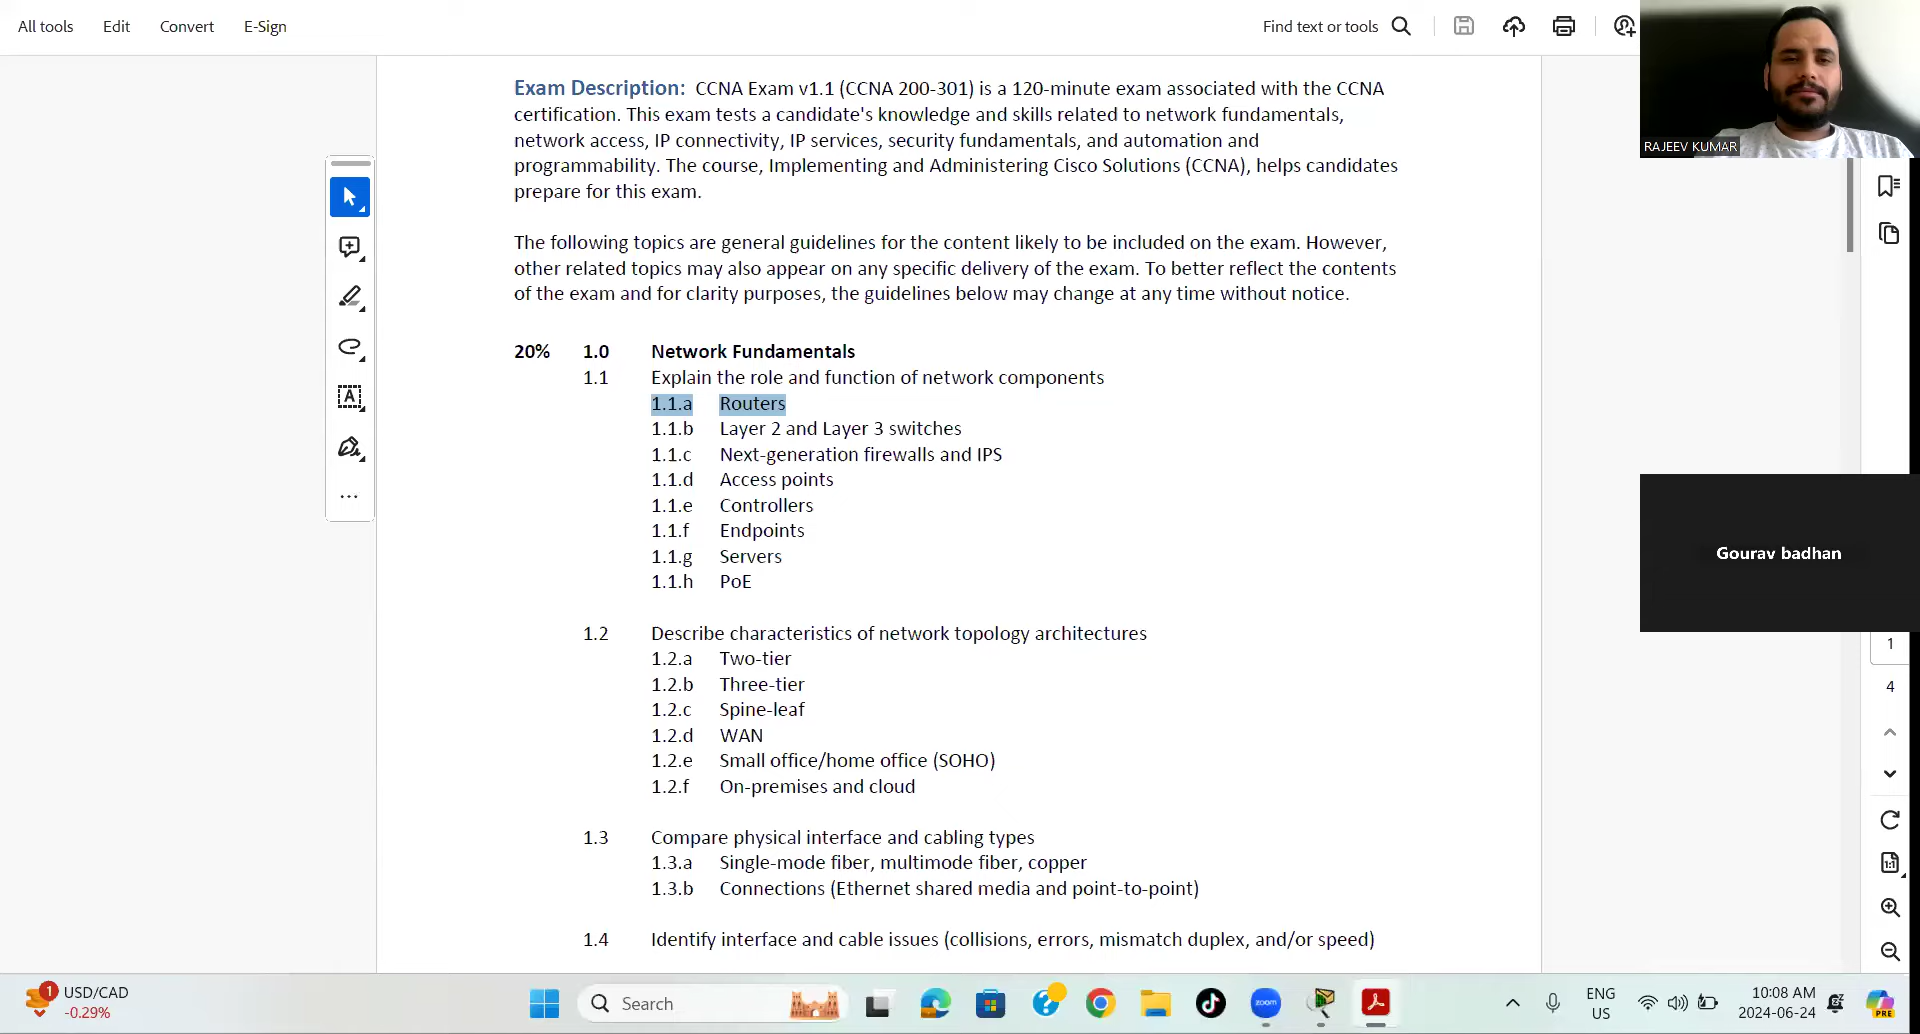 All tools
Edit
Convert
E-Sign
Find text or tools
RAJEEV KUMAR
Exam Description: CCNA Exam v1.1 (CCNA 200-301) is a 120-minute exam associated with the CCNA
certification. This exam tests a candidate's knowledge and skills related to network fundamentals,
network access, IP connectivity, IP services, security fundamentals, and automation and
programmability. The course, Implementing and Administering Cisco Solutions (CCNA), helps candidates
prepare for this exam.
The following topics are general guidelines for the content likely to be included on the exam. However,
other related topics may also appear on any specific delivery of the exam. To better reflect the contents
of the exam and for clarity purposes, the guidelines below may change at any time without notice.
20% 1.0 Network Fundamentals
1.1 Explain the role and function of network components
1.1.a Routers
1.1.b Layer 2 and Layer 3 switches
1.1.c Next-generation firewalls and IPS
1.1.d Access points
1.1.e Controllers
1.1.f Endpoints
1.1.g Servers
1.1.h PoE
1.2 Describe characteristics of network topology architectures
1.2.a Two-tier
1.2.b Three-tier
1.2.c Spine-leaf
1.2.d WAN
1.2.e Small office/home office (SOHO)
1.2.f On-premises and cloud
1.3 Compare physical interface and cabling types
1.3.a Single-mode fiber, multimode fiber, copper
1.3.b Connections (Ethernet shared media and point-to-point)
1.4 Identify interface and cable issues (collisions, errors, mismatch duplex, and/or speed)
Gourav badhan
1
4
1
USD/CAD
-0.29%
Search
zoom
ENG
US
10:08 AM
2024-06-24
PRE